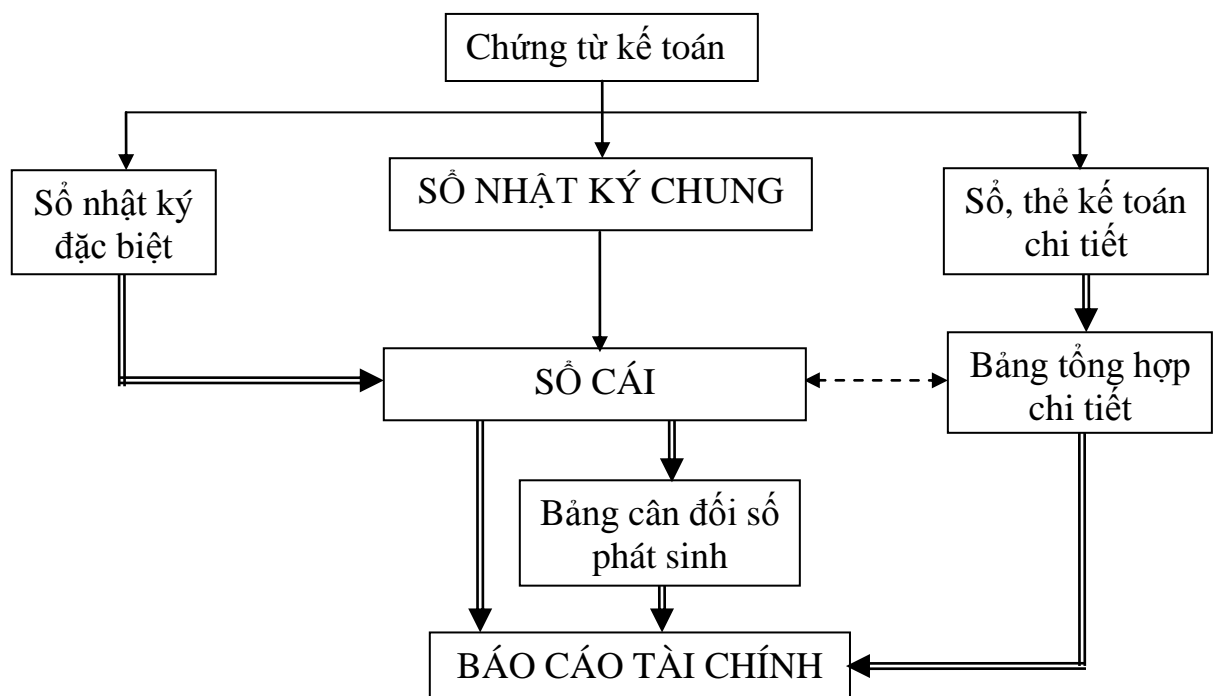 Chứng từ kế toán
Sổ nhật ký
đặc biệt
SỔ NHẬT KÝ CHUNG
Sổ, thẻ kế toán
chi tiết
SỔ CÁI
Bảng tổng hợp
chi tiết
Bảng cân đối số
phát sinh
BÁO CÁO TÀI CHÍNH